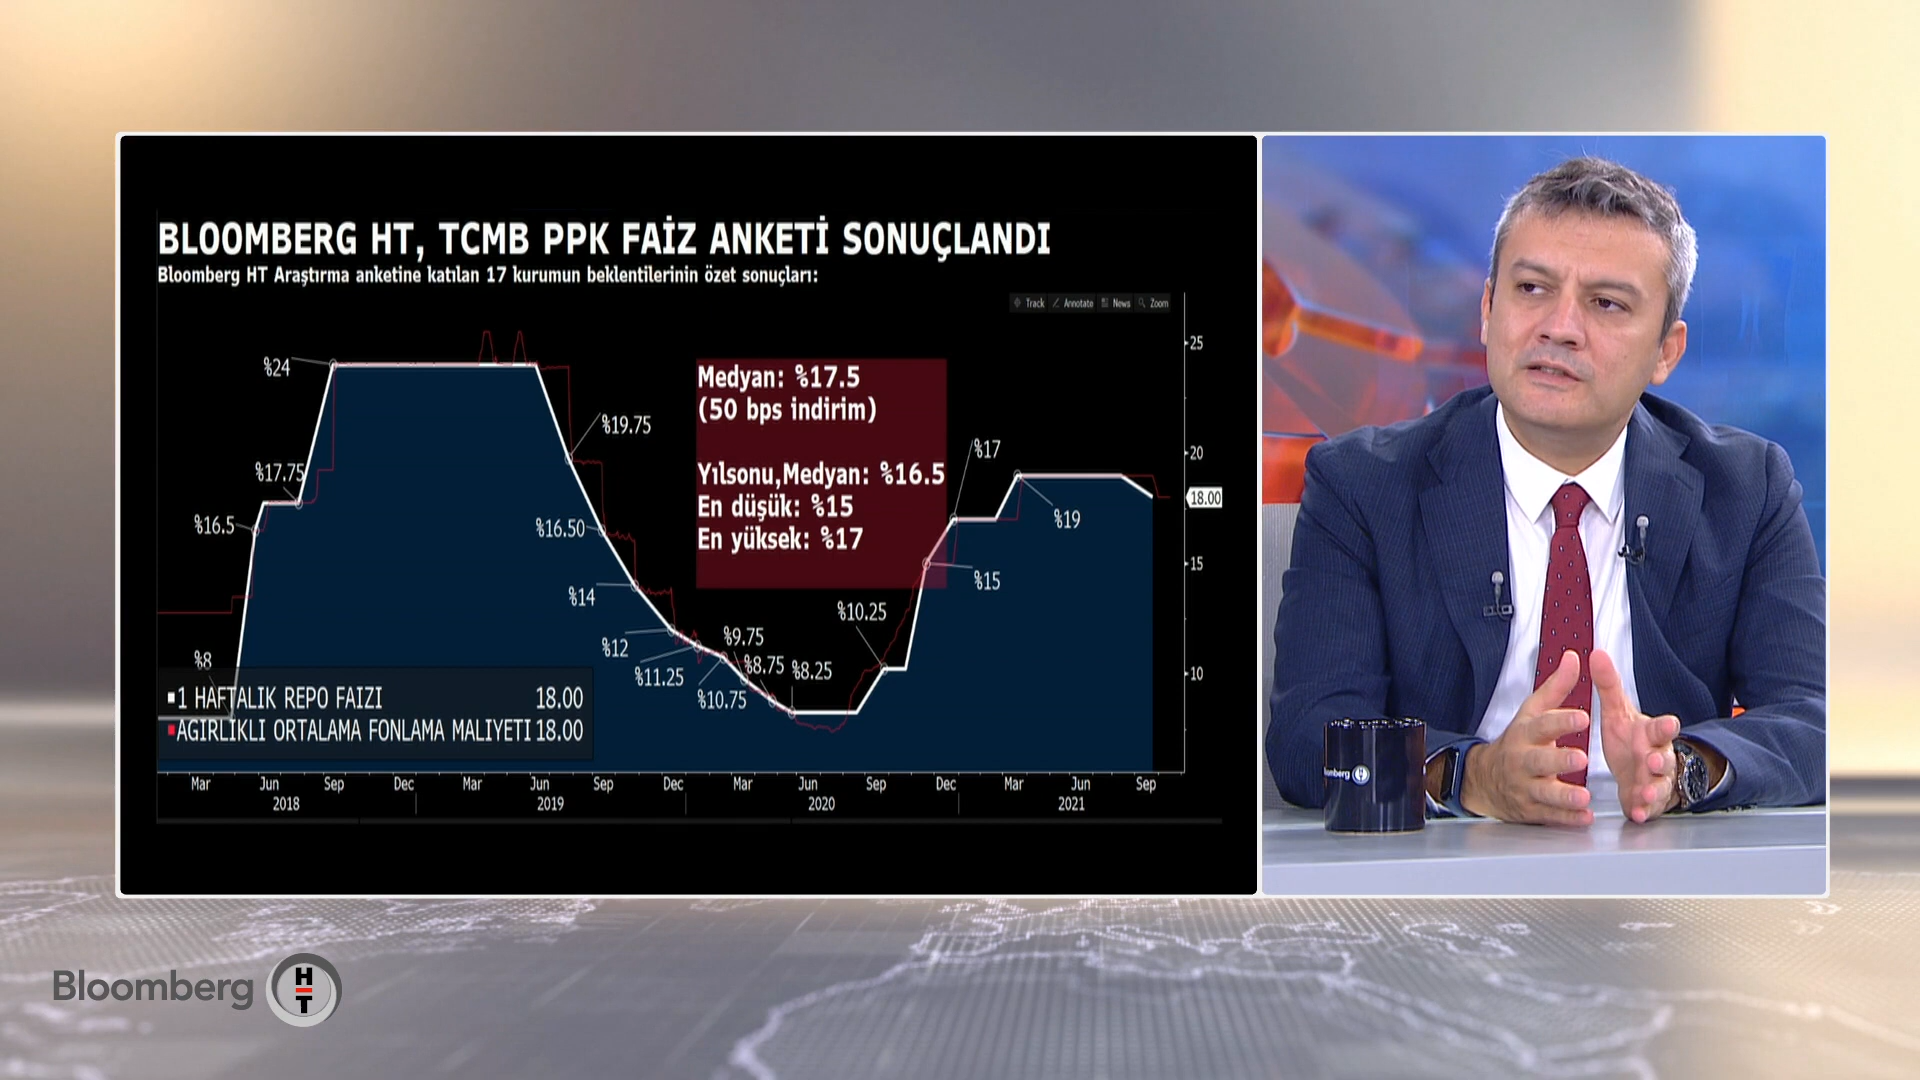 BLOOMBERG HT, TCMB PPK FAİZ ANKETİ SONUÇLANDI
Bloomberg HT Araştırma anketine katılan 17 kurumun beklentilerinin özet sonuçları:
Track Annotate News Zoom
%24
%17.75
%16.5
%8
%19.75
%16.50
%14
%12
%11.25
%10.75
%9.75
%8.75
%8.25
%10.25
%15
%17
%19
Medyan: %17.5
(50 bps indirim)
Yılsonu,Medyan: %16.5
En düşük: %15
En yüksek: %17
25
20
18.00
15
10
1 HAFTALIK REPO FAIZI 18.00
AGIRLIKLI ORTALAMA FONLAMA MALIYETI 18.00
Mar Jun Sep Dec Mar Jun Sep Dec Mar Jun Sep Dec Mar Jun Sep
2018 2019 2020 2021
Bloomberg HT